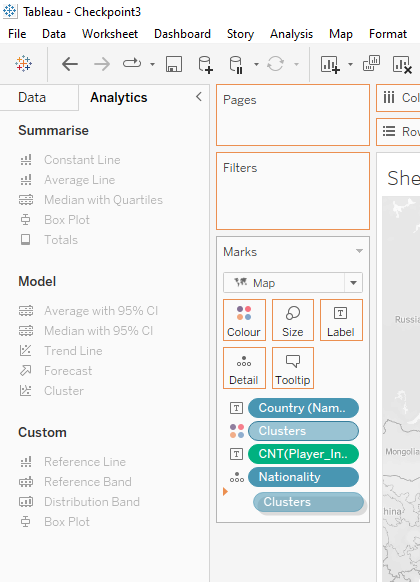 Tableau - Checkpoint3
File Data Worksheet Dashboard Story Analysis Map Format
Data Analytics
Summarise
Constant Line
Average Line
Median with Quartiles
Box Plot
Totals
Model
Average with 95% CI
Median with 95% CI
Trend Line
Forecast
Cluster
Custom
Reference Line
Reference Band
Distribution Band
Box Plot
Pages
Filters
Marks
Map
Colour Size Label
Detail Tooltip
Country (Nam..
Clusters
CNT(Player_In..
Nationality
Clusters
Col
Row
She
Russia
Mongolia
hina